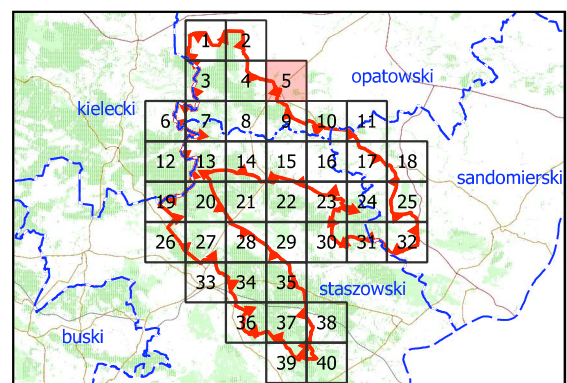 1 2
3 4 5 opatowski
kielecki 6 7 8 9 10 11
12 13 14 15 16 17 18
sandomierski
19 20 21 22 23 24 25
26 27 28 29 30 31 32
33 34 35 staszowski
buski 36 37 38
39 40